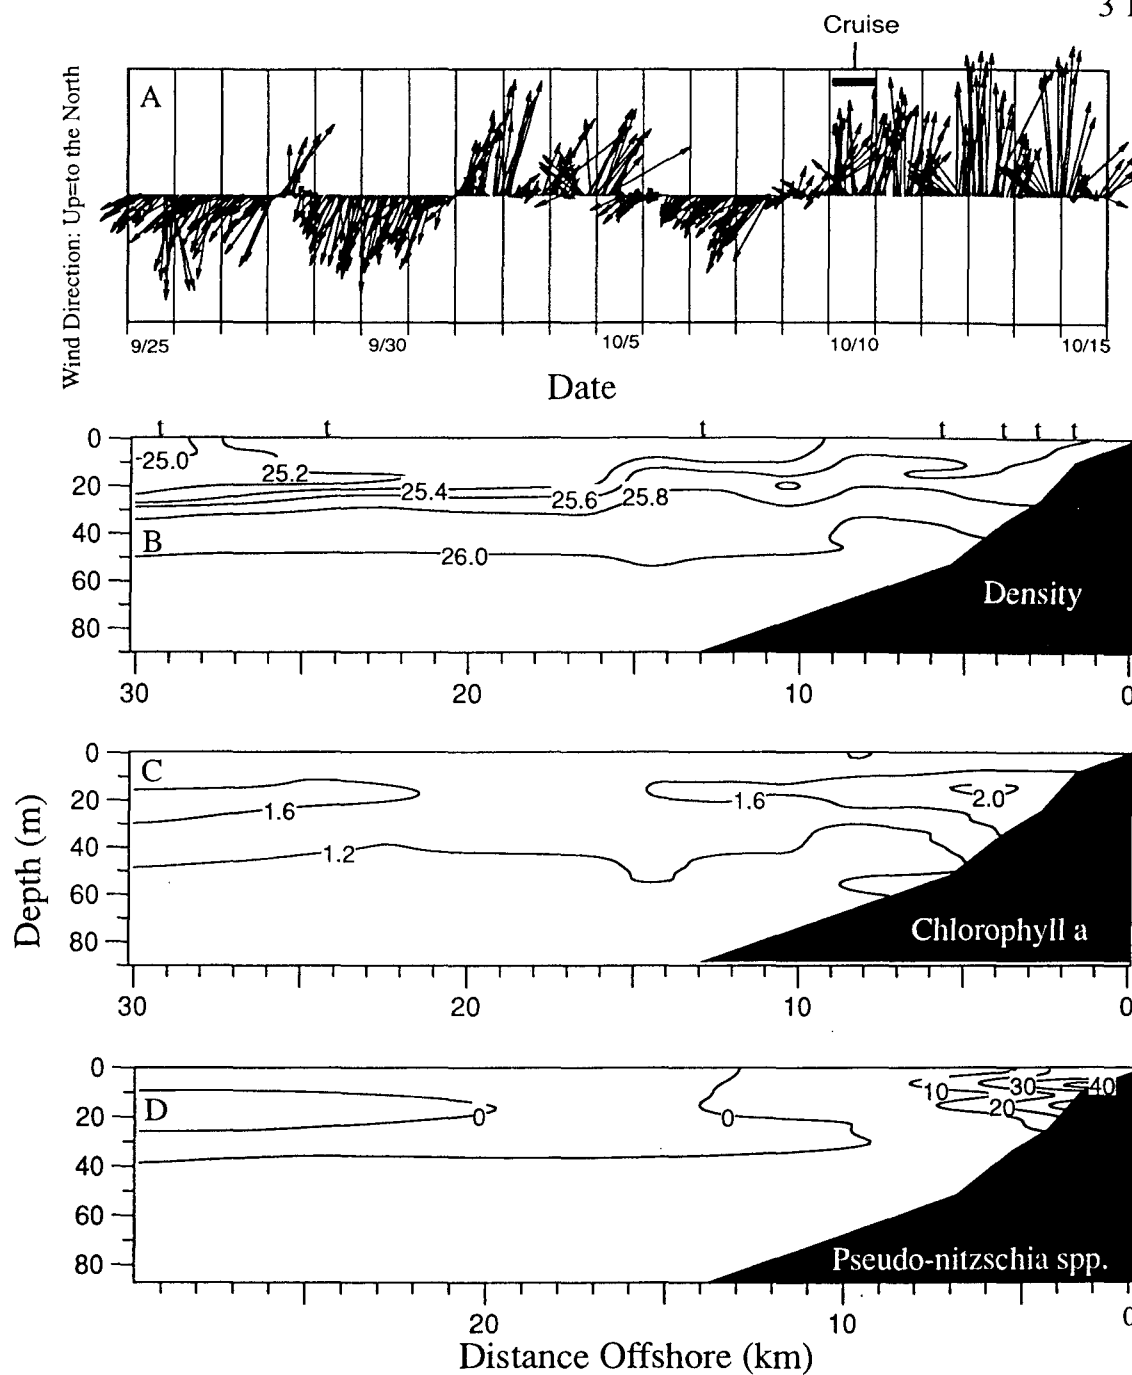 3 1
Cruise
A
Wind Direction: Up=to the North
9/25 9/30 10/5 10/10 10/15
Date
t t t t t t t
0
25.0
25.2
20
25.4 25.6 25.8
40
B
26.0
60
Density
80
30 20 10 0
0
C
20
1.6 1.6 2.0
40
1.2
60
Chlorophyll a
80
Depth (m)
30 20 10 0
0
10 30 40
D
20
0 0 20
40
60
Pseudo-nitzschia spp.
80
20 10 0
Distance Offshore (km)